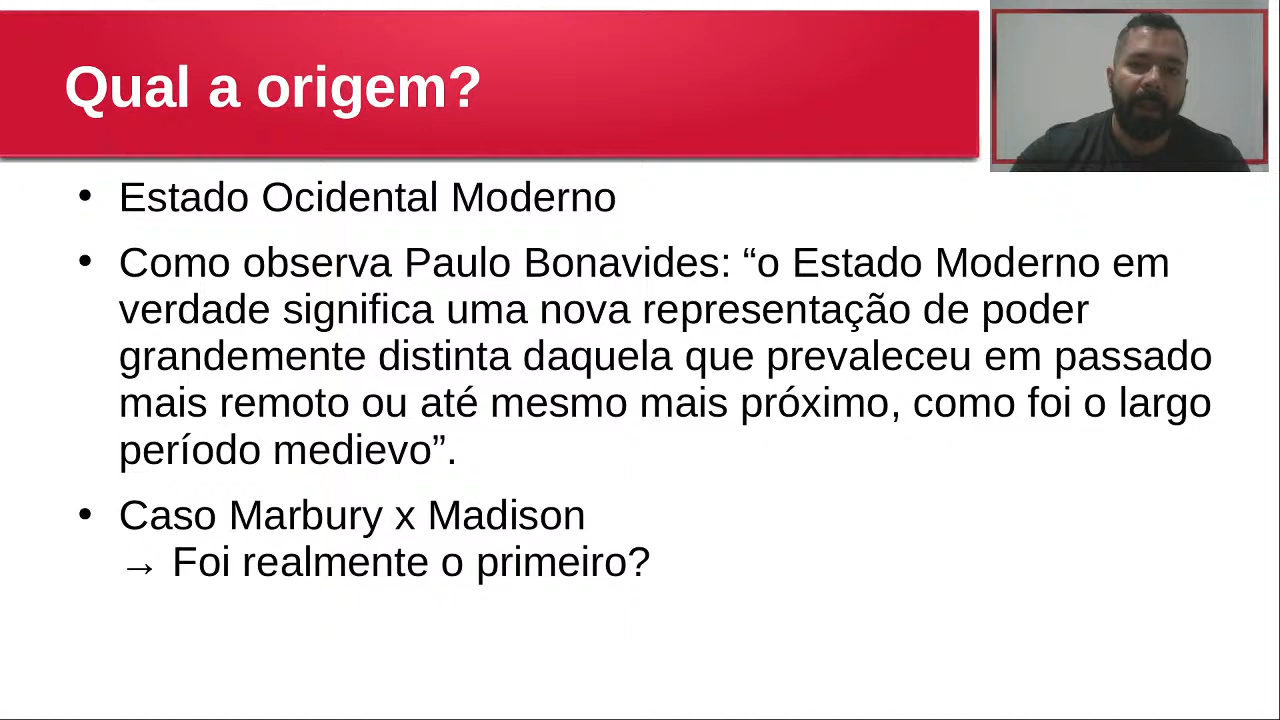 Qual a origem?
• Estado Ocidental Moderno
• Como observa Paulo Bonavides: “o Estado Moderno em
verdade significa uma nova representação de poder
grandemente distinta daquela que prevaleceu em passado
mais remoto ou até mesmo mais próximo, como foi o largo
período medievo”.
• Caso Marbury x Madison
→ Foi realmente o primeiro?